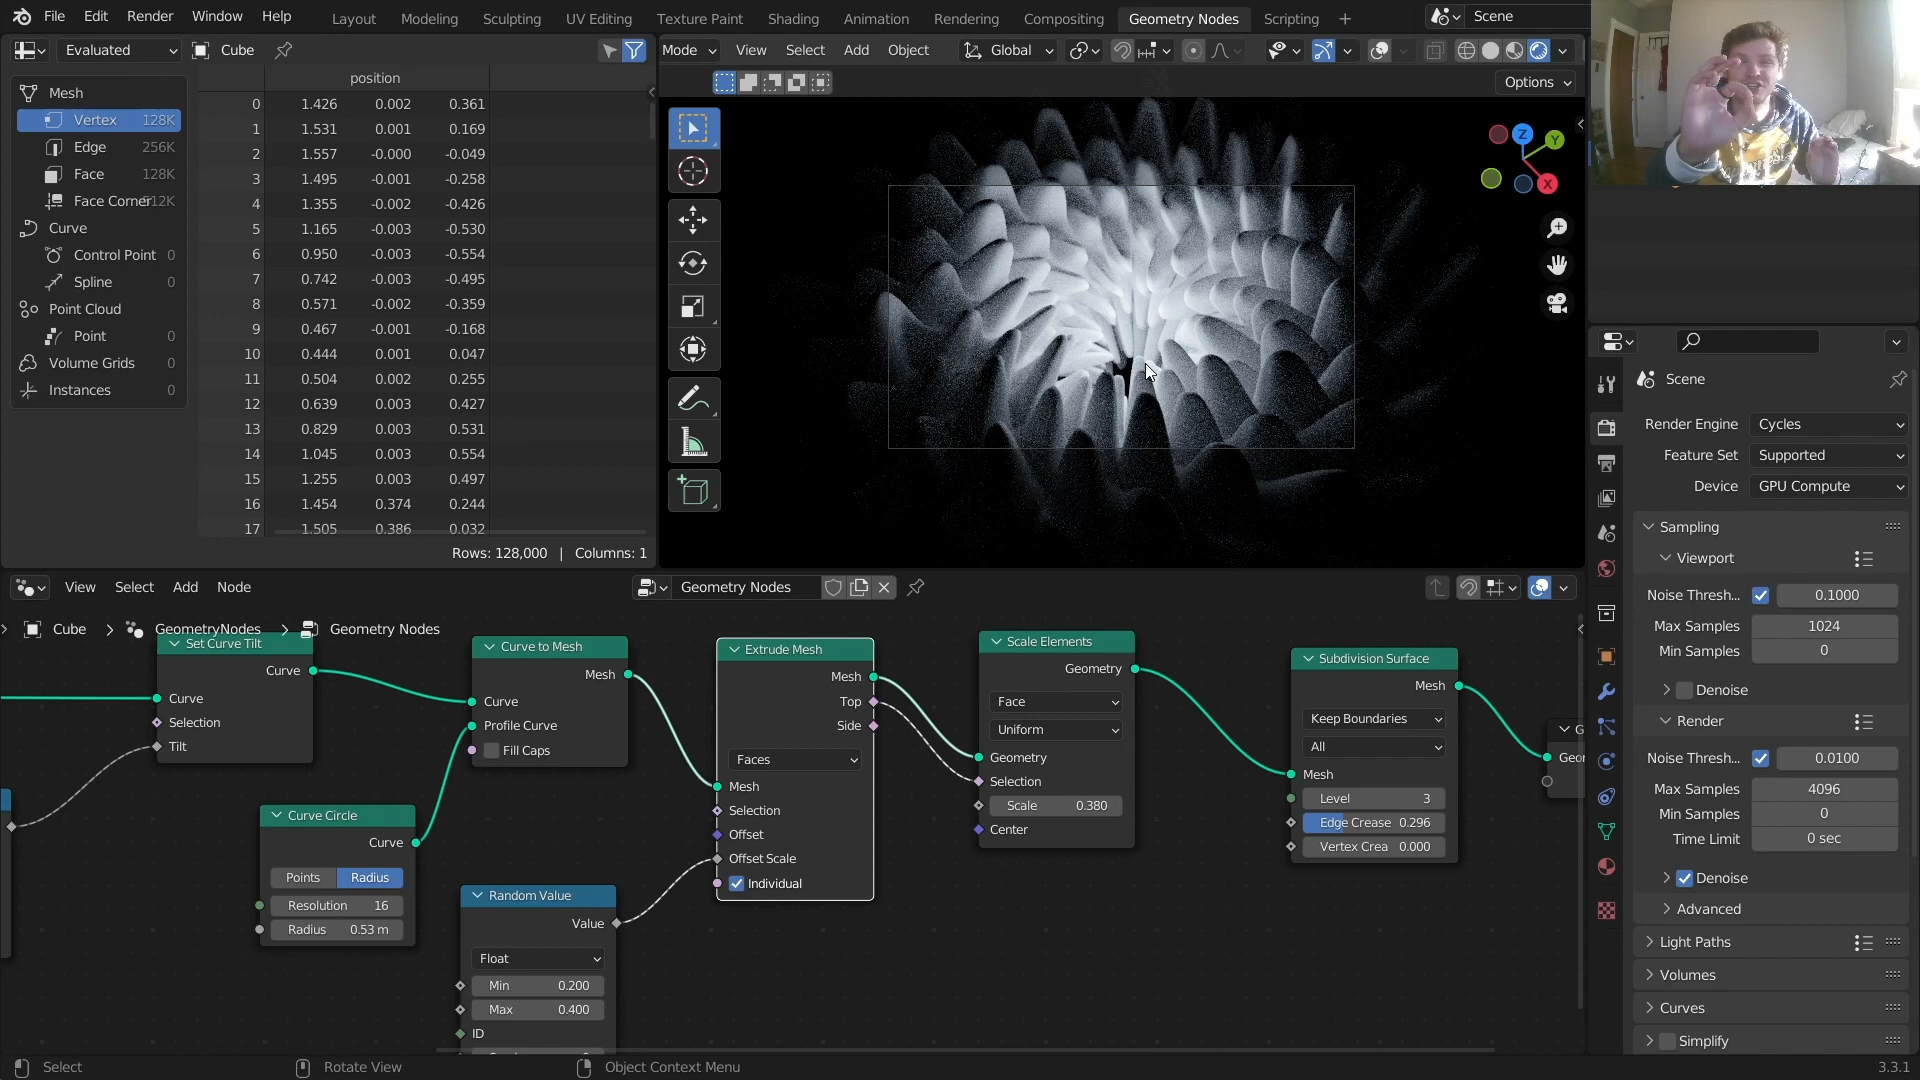 File Edit Render Window Help
Layout Modeling Sculpting UV Editing Texture Paint Shading Animation Rendering Compositing Geometry Nodes Scripting +
Scene
Evaluated
Cube
Mesh
Vertex 128K
Edge 256K
Face 128K
Face Corner 512K
Curve
Control Point 0
Spline 0
Point Cloud
Point 0
Volume Grids
Instances 0
position
0 1.426 0.002 0.361
1 1.531 0.001 0.169
2 1.557 -0.000 -0.049
3 1.495 -0.001 -0.258
4 1.355 -0.002 -0.426
5 1.165 -0.003 -0.530
6 0.950 -0.003 -0.554
7 0.742 -0.003 -0.495
8 0.571 -0.002 -0.359
9 0.467 -0.001 -0.168
10 0.444 0.001 0.047
11 0.504 0.002 0.255
12 0.639 0.003 0.427
13 0.829 0.003 0.531
14 1.045 0.003 0.554
15 1.255 0.003 0.497
16 1.454 0.374 0.244
17 1.505 0.386 0.032
Rows: 128,000 | Columns: 1
Mode View Select Add Object Global
Options
Z
Y
X
View Select Add Node
Geometry Nodes
Cube > GeometryNodes > Geometry Nodes
Set Curve Tilt
Curve
Curve
Selection
Tilt
Curve Circle
Curve
Points Radius
Resolution 16
Radius 0.53 m
Curve to Mesh
Mesh
Curve
Profile Curve
Fill Caps
Random Value
Value
Float
Min 0.200
Max 0.400
ID
Extrude Mesh
Mesh
Top
Side
Faces
Mesh
Selection
Offset
Offset Scale
Individual
Scale Elements
Geometry
Face
Uniform
Geometry
Selection
Scale 0.380
Center
Subdivision Surface
Mesh
Keep Boundaries
All
Mesh
Level 3
Edge Crease 0.296
Vertex Crea 0.000
G
Geor
Scene
Render Engine Cycles
Feature Set Supported
Device GPU Compute
Sampling
Viewport
Noise Thresh... 0.1000
Max Samples 1024
Min Samples 0
Denoise
Render
Noise Thresh... 0.0100
Max Samples 4096
Min Samples 0
Time Limit 0 sec
Denoise
Advanced
Light Paths
Volumes
Curves
Simplify
Select
Rotate View
Object Context Menu
3.3.1